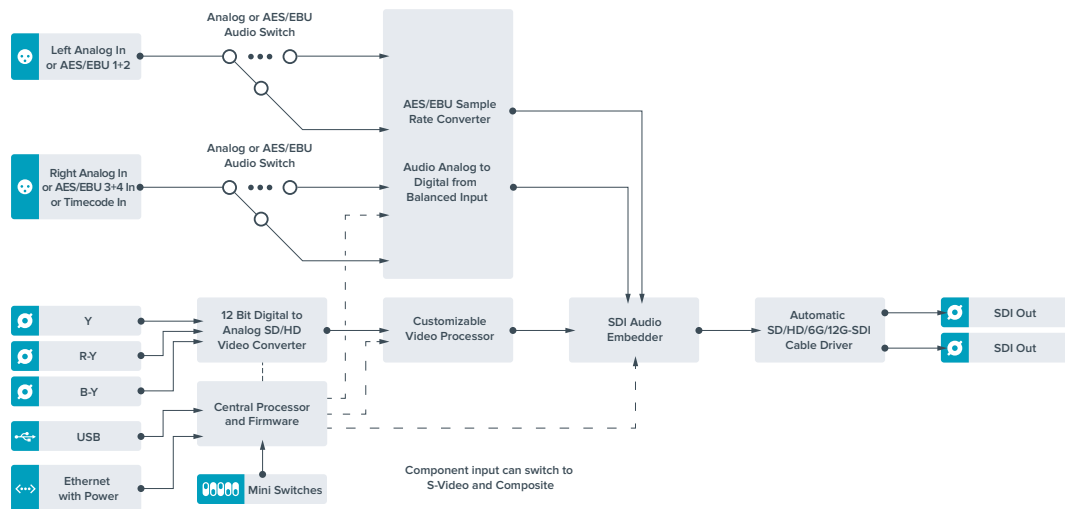 Analog or AES/EBU
Audio Switch
Left Analog In
or AES/EBU 1+2
AES/EBU Sample
Rate Converter
Analog or AES/EBU
Audio Switch
Right Analog In
or AES/EBU 3+4 In
or Timecode In
Audio Analog to
Digital from
Balanced Input
Y
R-Y
B-Y
12 Bit Digital to
Analog SD/HD
Video Converter
Customizable
Video Processor
SDI Audio
Embedder
Automatic
SD/HD/6G/12G-SDI
Cable Driver
SDI Out
SDI Out
USB
Central Processor
and Firmware
Ethernet
with Power
Mini Switches
Component input can switch to
S-Video and Composite